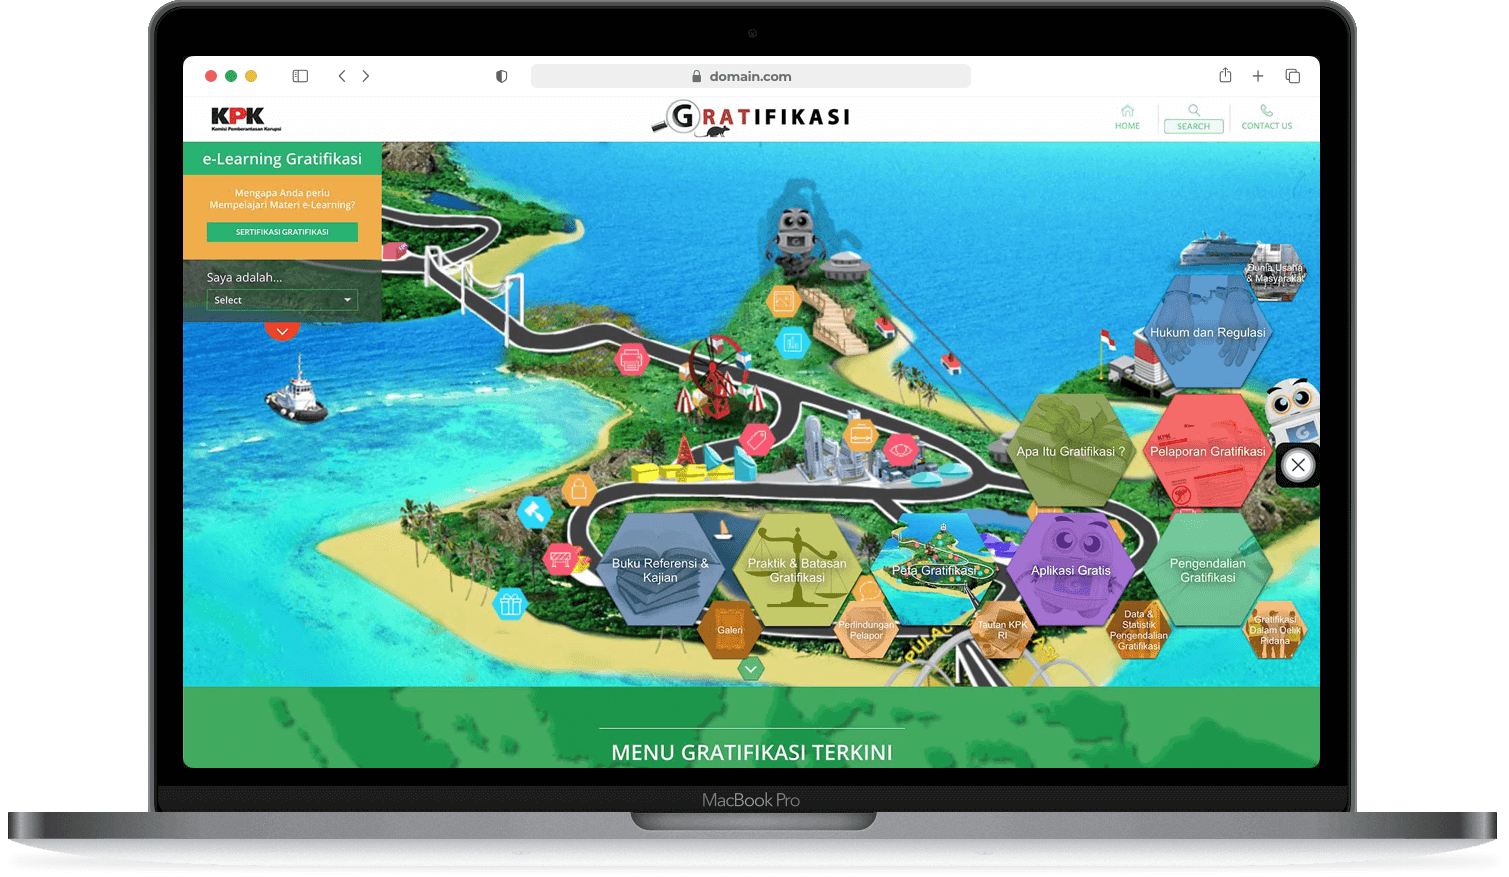 domain.com
KPK
Komisi Pemberantasan Korupsi
GRATIFIKASI
HOME
SEARCH
CONTACT US
e-Learning Gratifikasi
Mengapa Anda perlu
Mempelajari Materi e-Learning?
SERTIFIKASI GRATIFIKASI
Saya adalah...
Select
G
Dunia Usaha
& Masyarakat
Hukum dan Regulasi
Apa Itu Gratifikasi ?
KPK
Pelaporan Gratifikasi
G
Buku Referensi &
Kajian
Praktik & Batasan
Gratifikasi
Peta Gratifikasi
Aplikasi Gratis
Pengendalian
Gratifikasi
Galeri
Perlindungan
Pelapor
PULAU
Tautan KPK
RI
Data &
Statistik
Pengendalian
Gratifikasi
Gratifikasi
Dalam Delik
Pidana
MENU GRATIFIKASI TERKINI
MacBook Pro